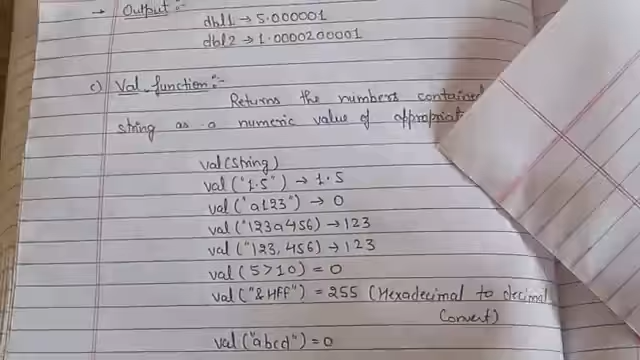 → Output :-
dbl1 → 5.000001
dbl2 → 1.0000200001
c) Val function:-
Returns the numbers contained
string as a numeric value of
val(string)
val("1.5") → 1.5
val("a123") → 0
val("123a456) → 123
val("123,456) → 123
val (5>10) = 0
val("&HFF") = 255 (Hexadecimal to decimal
Convert)
val("abcd") = 0